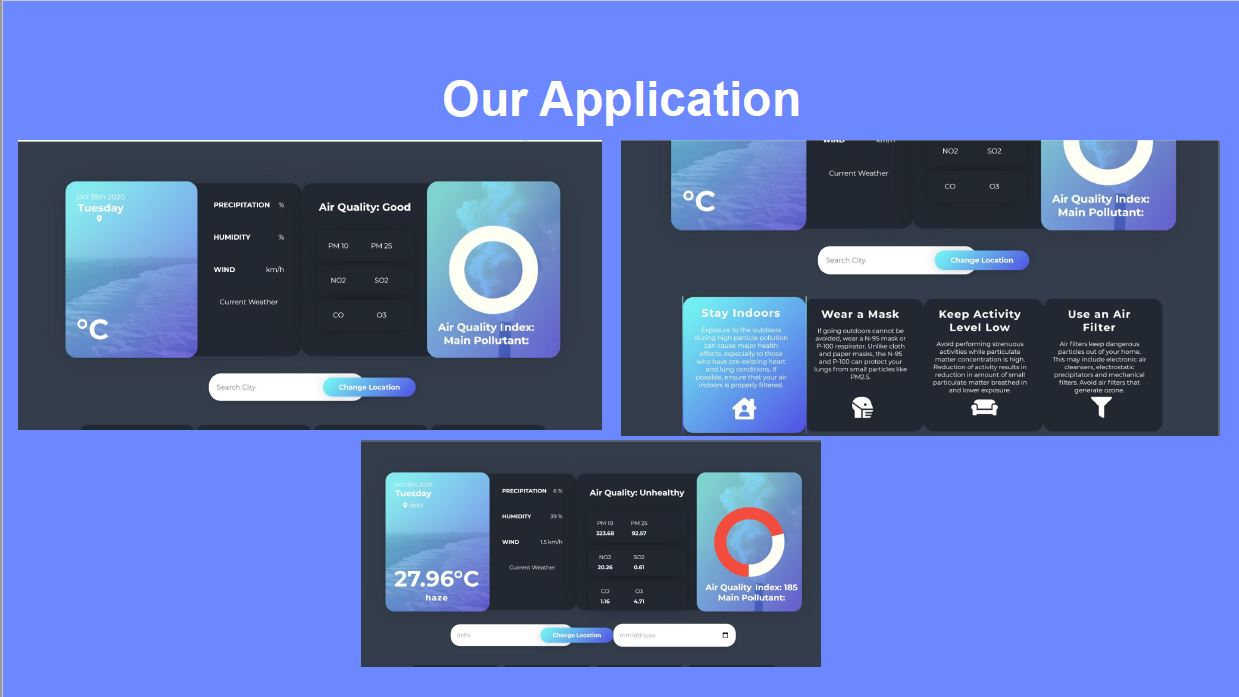 Our Application
Oct 18th 2020
Tuesday
°C
PRECIPITATION %
HUMIDITY %
WIND km/h
Current Weather
Air Quality: Good
PM 10 PM 25
NO2 SO2
CO O3
Air Quality Index:
Main Pollutant:
Search City
Change Location
°C
WIND km/h
Current Weather
NO2 SO2
CO O3
Air Quality Index:
Main Pollutant:
Search City
Change Location
Stay Indoors
Exposure to the outdoors
during high particle pollution
can cause major health
effects, especially to those
who have pre-existing heart
and lung conditions. If
possible, ensure that your air
indoors is properly filtered.
Wear a Mask
If going outdoors cannot be
avoided, wear a N-95 mask or
P-100 respirator. Unlike cloth
and paper masks, the N-95
and P-100 can protect your
lungs from small particles like
PM2.5.
Keep Activity
Level Low
Avoid performing strenuous
activities while particulate
matter concentration is high.
Reduction of activity results in
reduction in amount of small
particulate matter breathed in
and lower exposure.
Use an Air
Filter
Air filters keep dangerous
particles out of your home.
This may include electronic air
cleansers, electrostatic
precipitators and mechanical
filters. Avoid air filters that
generate ozone.
Oct 18th 2020
Tuesday
delhi
27.96°C
haze
PRECIPITATION 6 %
HUMIDITY 39 %
WIND 1.5 km/h
Current Weather
Air Quality: Unhealthy
PM 10 PM 25
323.68 92.57
NO2 SO2
20.26 0.61
CO O3
1.16 4.71
Air Quality Index: 185
Main Pollutant:
delhi
Change Location
mm/dd/yyyy